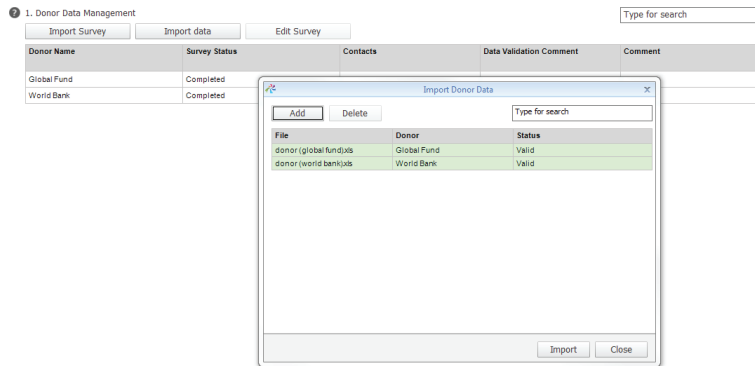 ? 1. Donor Data Management
Type for search
Import Survey Import data Edit Survey
Donor Name Survey Status Contacts Data Validation Comment Comment
Global Fund Completed
World Bank Completed
Import Donor Data x
Add Delete Type for search
File Donor Status
donor (global fund).xls Global Fund Valid
donor (world bank).xls World Bank Valid
Import Close